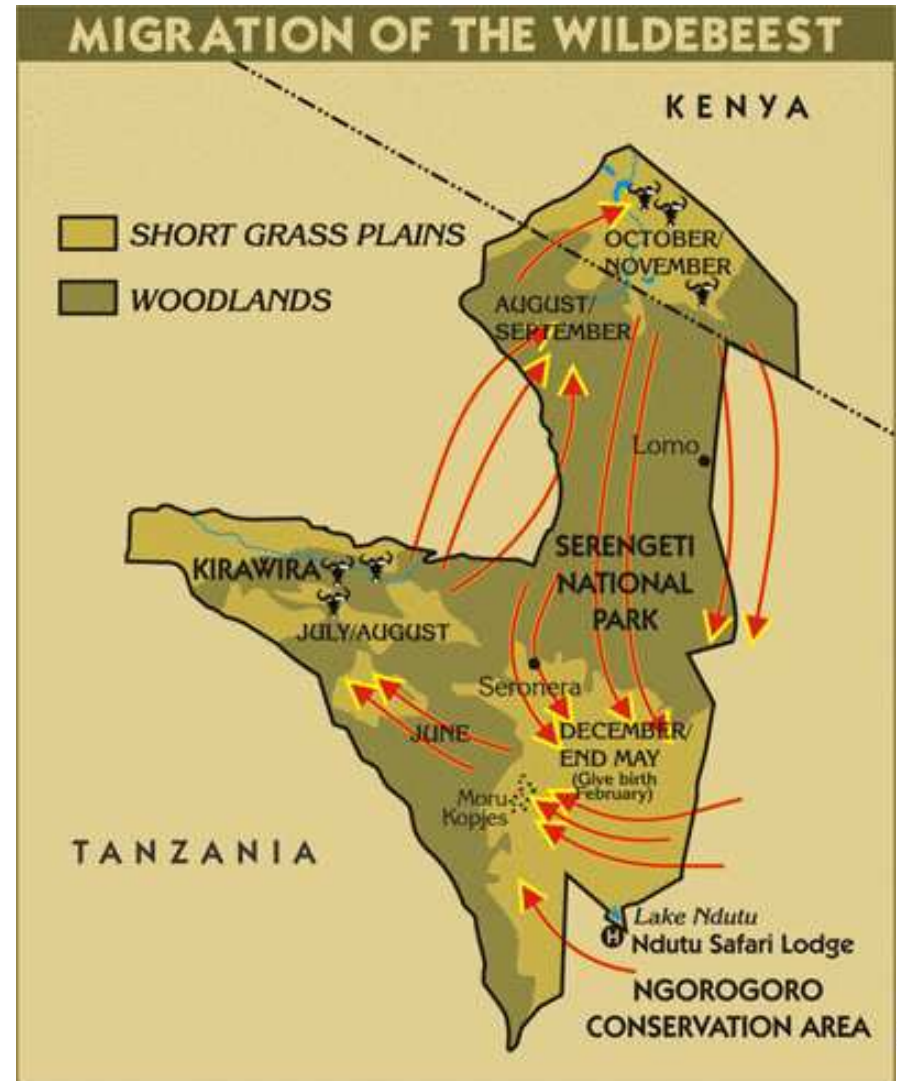 MIGRATION OF THE WILDEBEEST
KENYA
SHORT GRASS PLAINS
WOODLANDS
OCTOBER/
NOVEMBER
AUGUST/
SEPTEMBER
Lomo
SERENGETI
NATIONAL
PARK
KIRAWIRA
JULY/AUGUST
Seronera
JUNE
DECEMBER/
END MAY
(Give birth
February)
Moru
Kopjes
TANZANIA
Lake Ndutu
H Ndutu Safari Lodge
NGOROGORO
CONSERVATION AREA